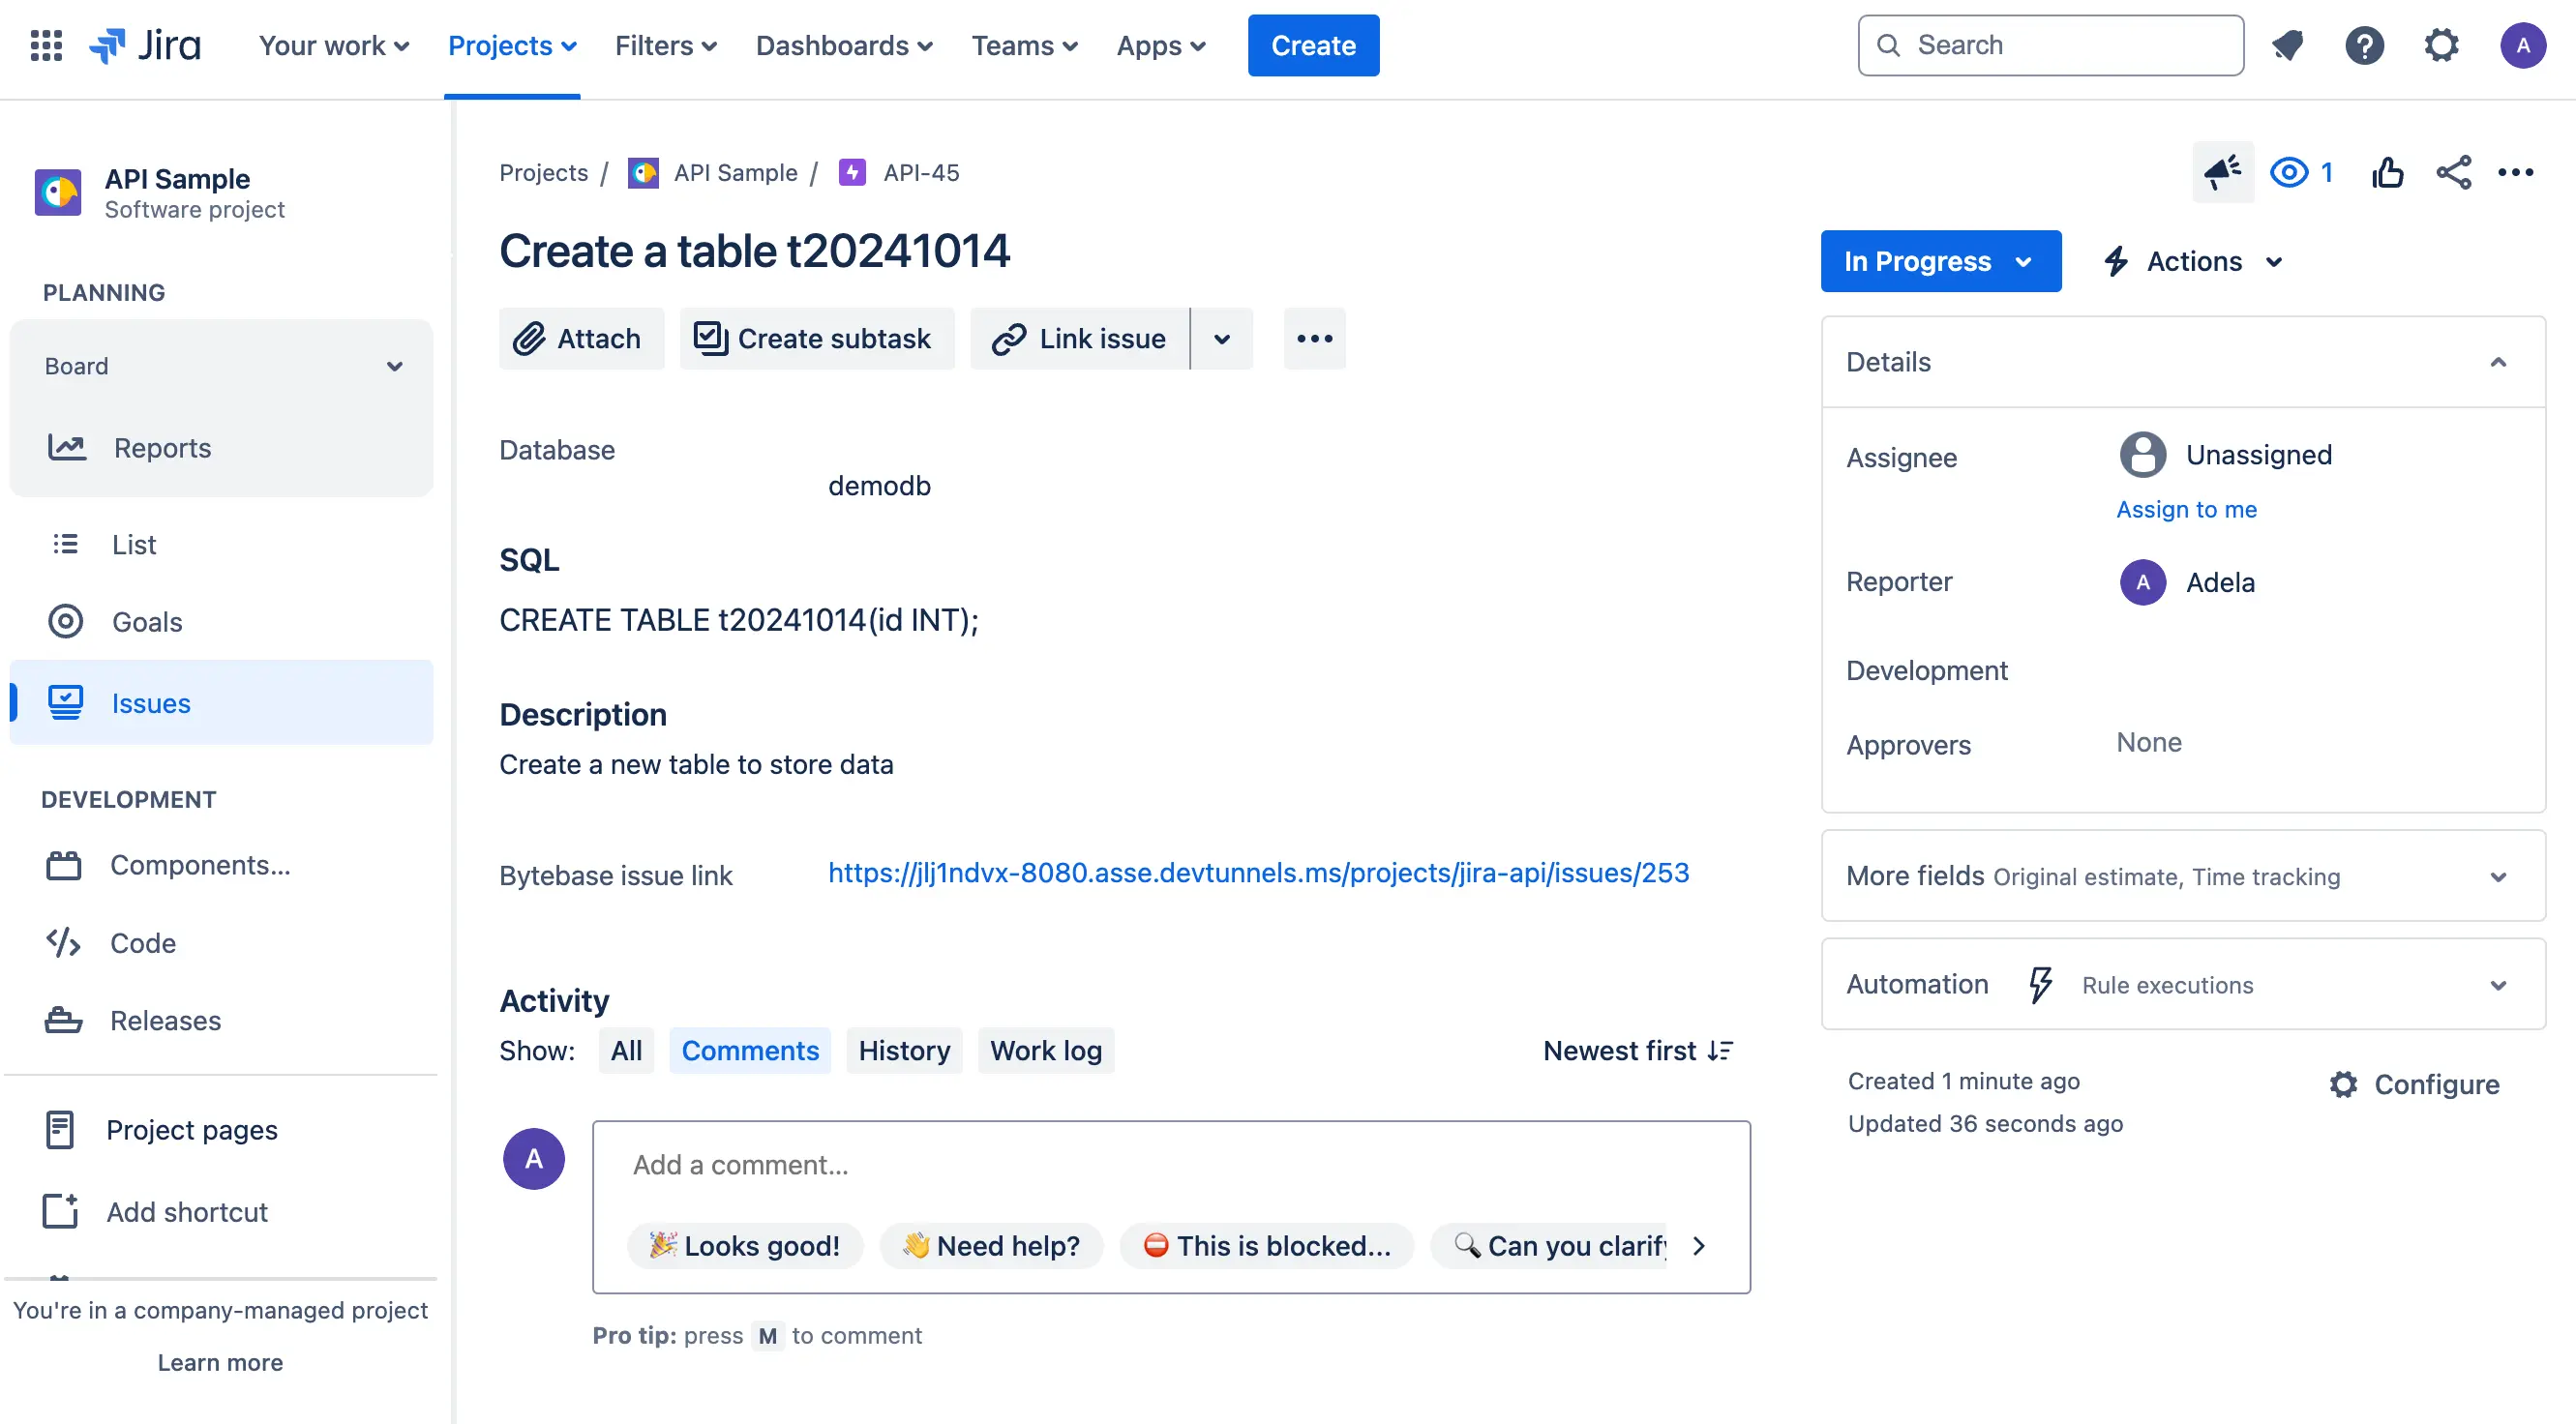 Jira
Your work
Projects
Filters
Dashboards
Teams
Apps
Create
Search
A
API Sample
Software project
PLANNING
Board
Reports
List
Goals
Issues
DEVELOPMENT
Components...
Code
Releases
Project pages
Add shortcut
You're in a company-managed project
Learn more
Projects / API Sample / API-45
1
Create a table t20241014
Attach
Create subtask
Link issue
Database
demodb
SQL
CREATE TABLE t20241014(id INT);
Description
Create a new table to store data
Bytebase issue link
https://jlj1ndvx-8080.asse.devtunnels.ms/projects/jira-api/issues/253
Activity
Show: All Comments History Work log
Newest first
A
Add a comment...
Looks good!
Need help?
This is blocked...
Can you clarify
Pro tip: press M to comment
In Progress
Actions
Details
Assignee
Unassigned
Assign to me
Reporter
A
Adela
Development
Approvers
None
More fields Original estimate, Time tracking
Automation Rule executions
Created 1 minute ago
Updated 36 seconds ago
Configure